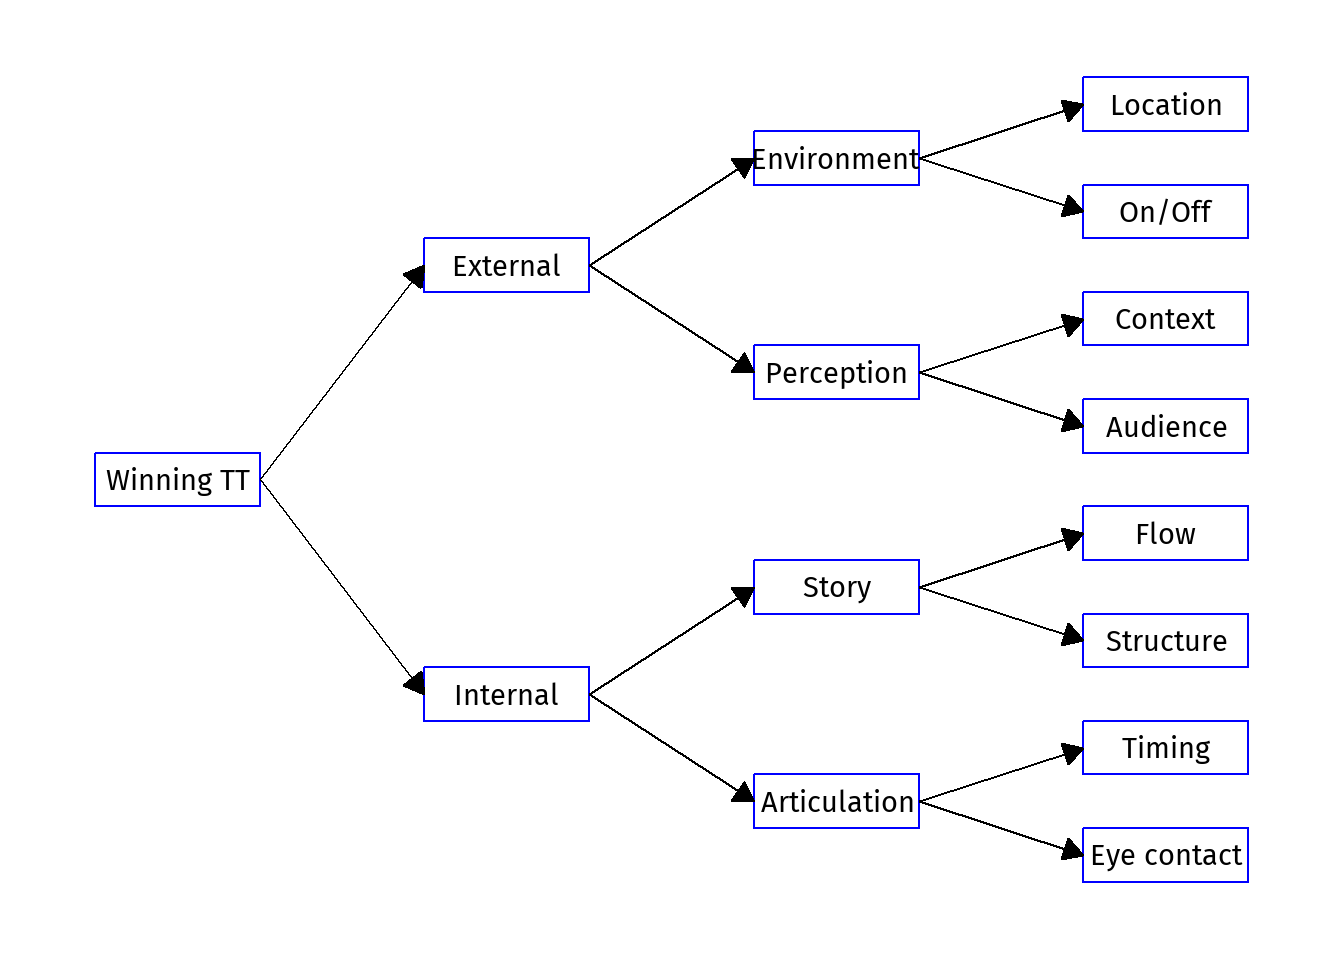 Winning TT
External
Internal
Environment
Perception
Story
Articulation
Location
On/Off
Context
Audience
Flow
Structure
Timing
Eye contact